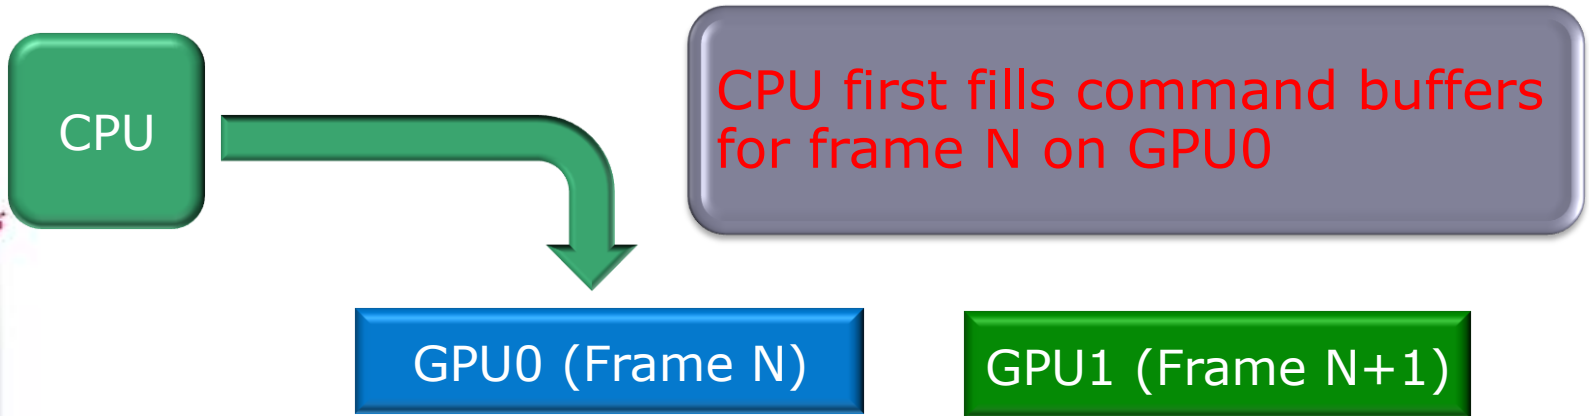 CPU
CPU first fills command buffers
for frame N on GPU0
GPU0 (Frame N)
GPU1 (Frame N+1)